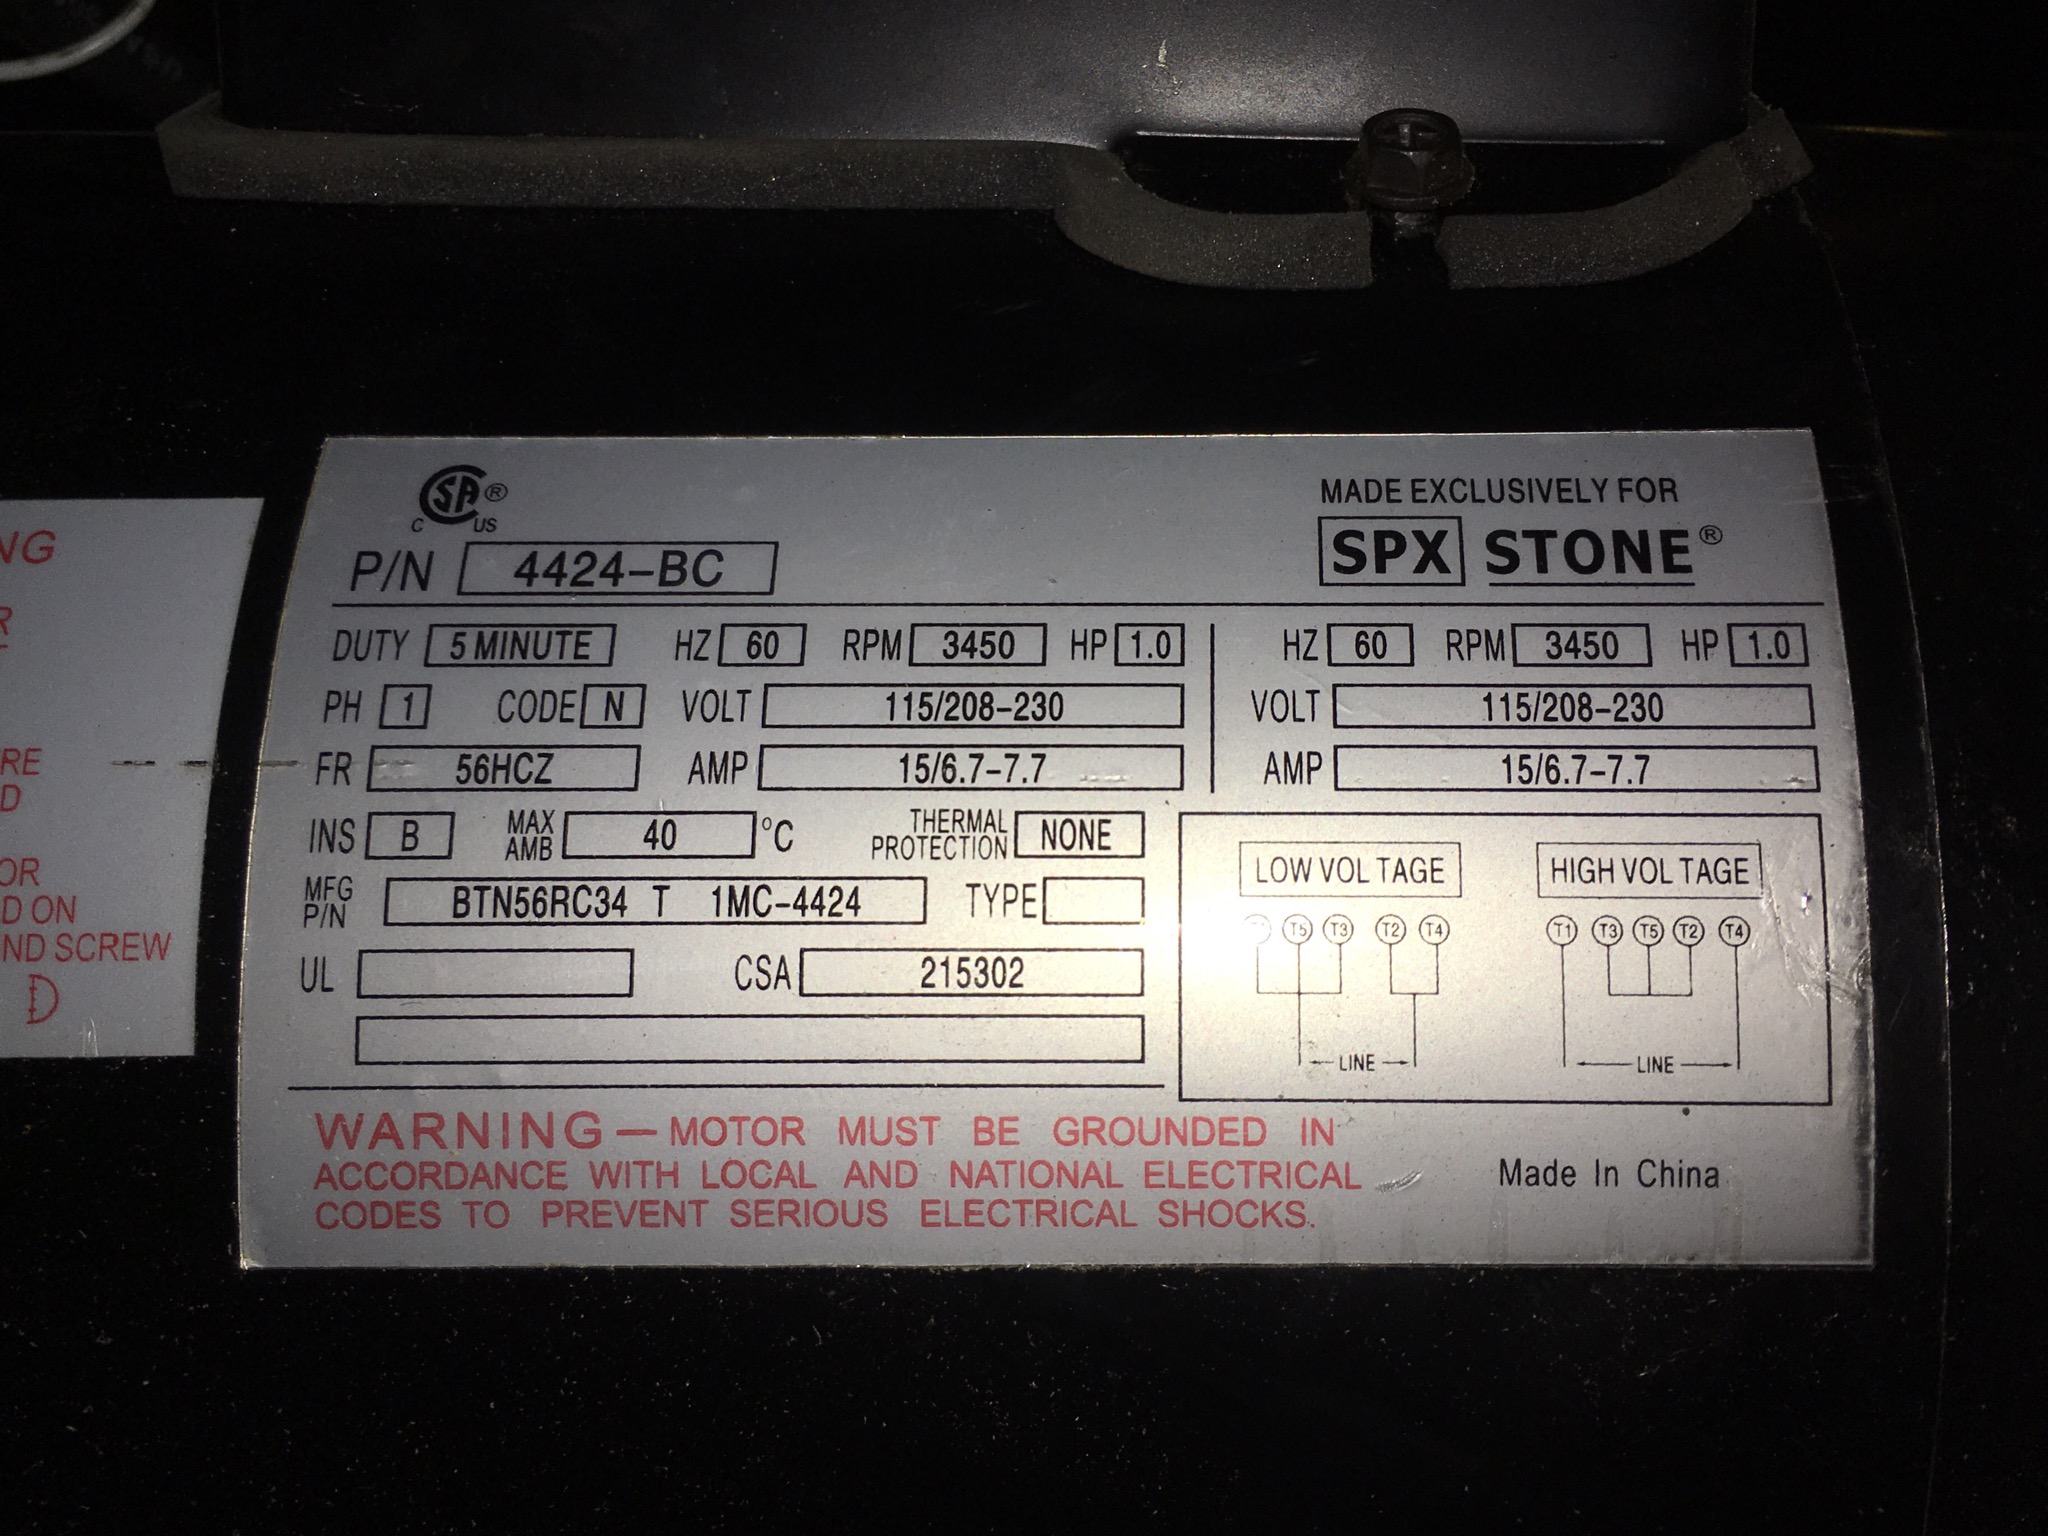 CSA®
C US
MADE EXCLUSIVELY FOR
SPX STONE®
P/N 4424-BC
DUTY 5 MINUTE HZ 60 RPM 3450 HP 1.0 HZ 60 RPM 3450 HP 1.0
PH 1 CODE N VOLT 115/208-230 VOLT 115/208-230
FR 56HCZ AMP 15/6.7-7.7 AMP 15/6.7-7.7
INS B MAX AMB 40 °C THERMAL PROTECTION NONE
MFG P/N BTN56RC34 T 1MC-4424 TYPE
UL CSA 215302
LOW VOLTAGE HIGH VOLTAGE
T5 T3 T2 T4 T1 T3 T5 T2 T4
LINE LINE
WARNING — MOTOR MUST BE GROUNDED IN
ACCORDANCE WITH LOCAL AND NATIONAL ELECTRICAL
CODES TO PREVENT SERIOUS ELECTRICAL SHOCKS.
Made In China
NG
R
RE
D
OR
D ON
ND SCREW